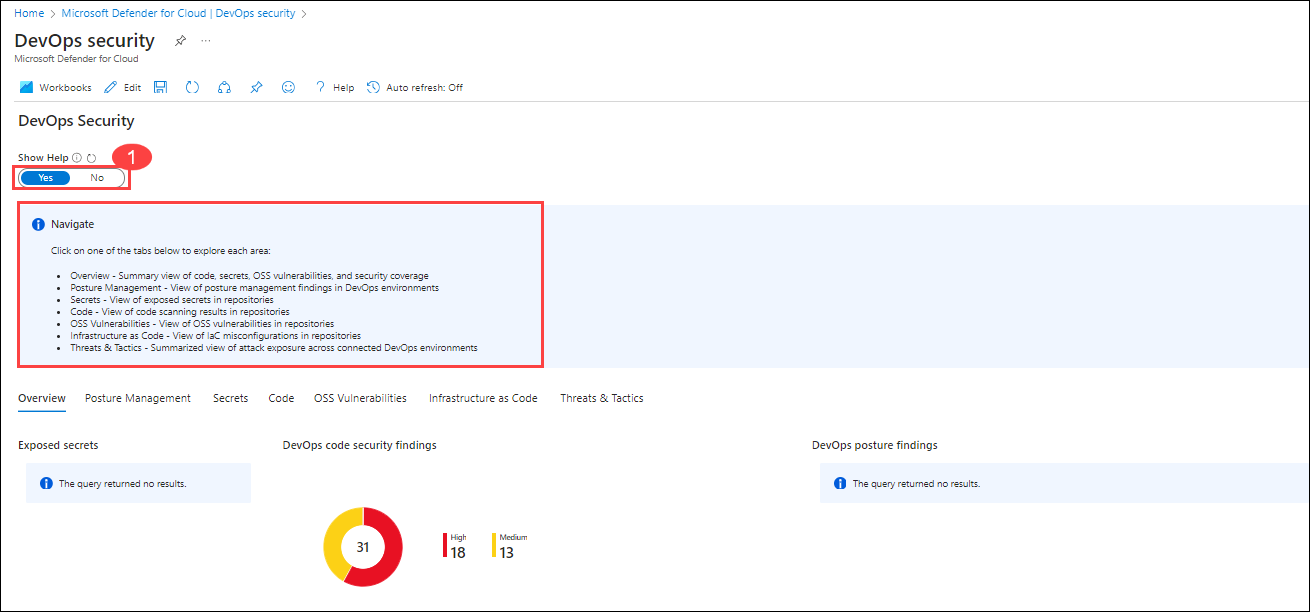 Home > Microsoft Defender for Cloud | DevOps security >
DevOps security
Microsoft Defender for Cloud
Workbooks Edit Help Auto refresh: Off
DevOps Security
Show Help
1
Yes No
Navigate
Click on one of the tabs below to explore each area:
• Overview - Summary view of code, secrets, OSS vulnerabilities, and security coverage
• Posture Management - View of posture management findings in DevOps environments
• Secrets - View of exposed secrets in repositories
• Code - View of code scanning results in repositories
• OSS Vulnerabilities - View of OSS vulnerabilities in repositories
• Infrastructure as Code - View of IaC misconfigurations in repositories
• Threats & Tactics - Summarized view of attack exposure across connected DevOps environments
Overview Posture Management Secrets Code OSS Vulnerabilities Infrastructure as Code Threats & Tactics
Exposed secrets DevOps code security findings DevOps posture findings
The query returned no results. The query returned no results.
High Medium
31 18 13